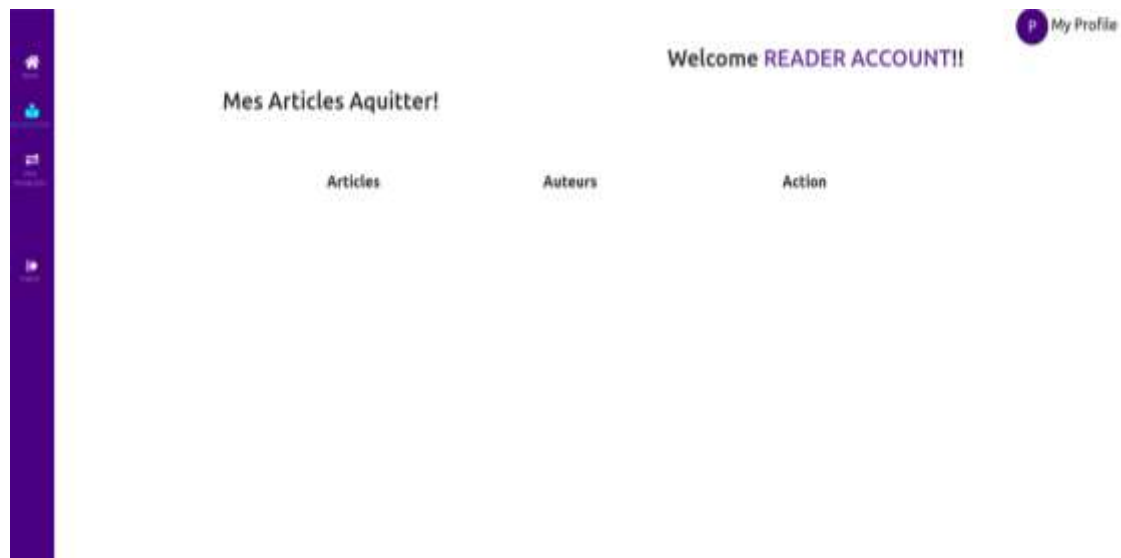 P My Profile
Welcome READER ACCOUNT!!
Mes Articles Aquitter!
Articles Auteurs Action